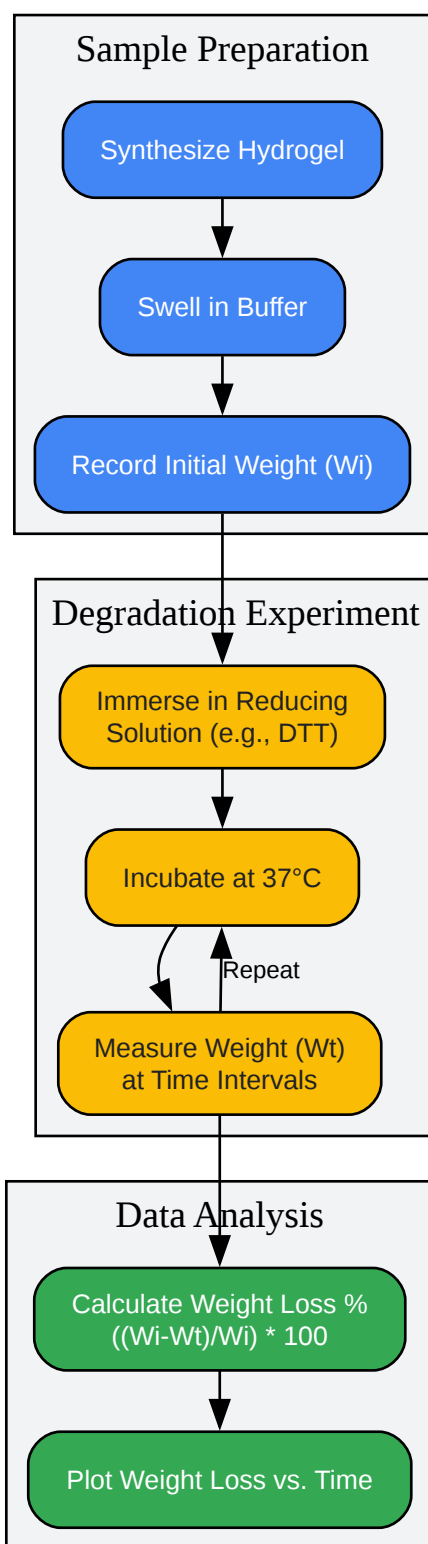 Sample Preparation
Synthesize Hydrogel
Swell in Buffer
Record Initial Weight (Wi)
Degradation Experiment
Immerse in Reducing
Solution (e.g., DTT)
Incubate at 37°C
Repeat
Measure Weight (Wt)
at Time Intervals
Data Analysis
Calculate Weight Loss %
((Wi-Wt)/Wi) * 100
Plot Weight Loss vs. Time